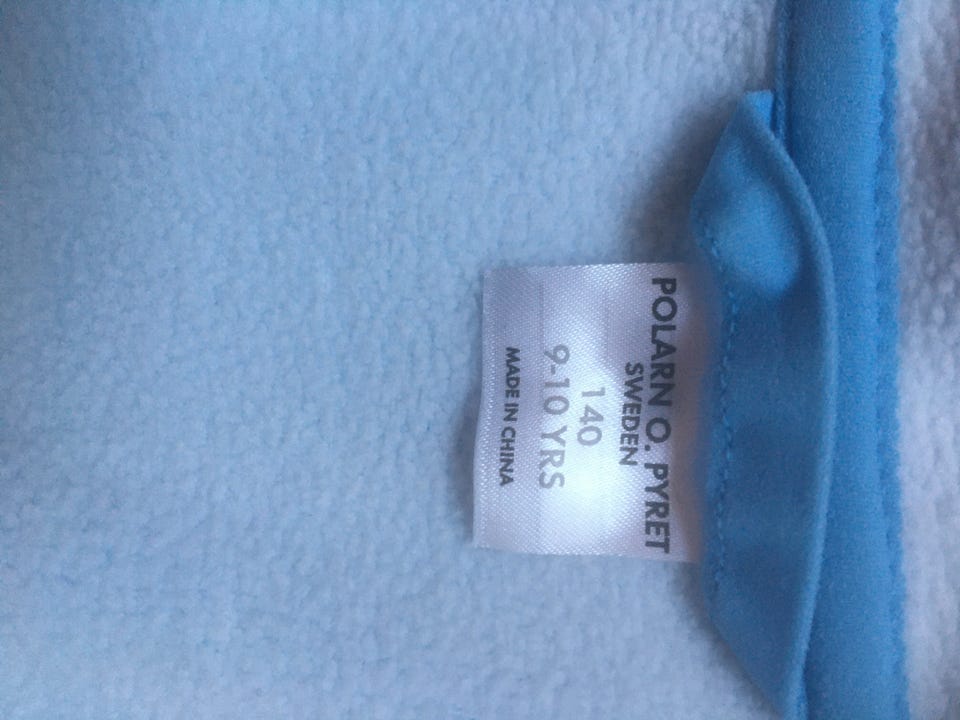 POLARN O. PYRET
SWEDEN
140
9-10 YRS
MADE IN CHINA